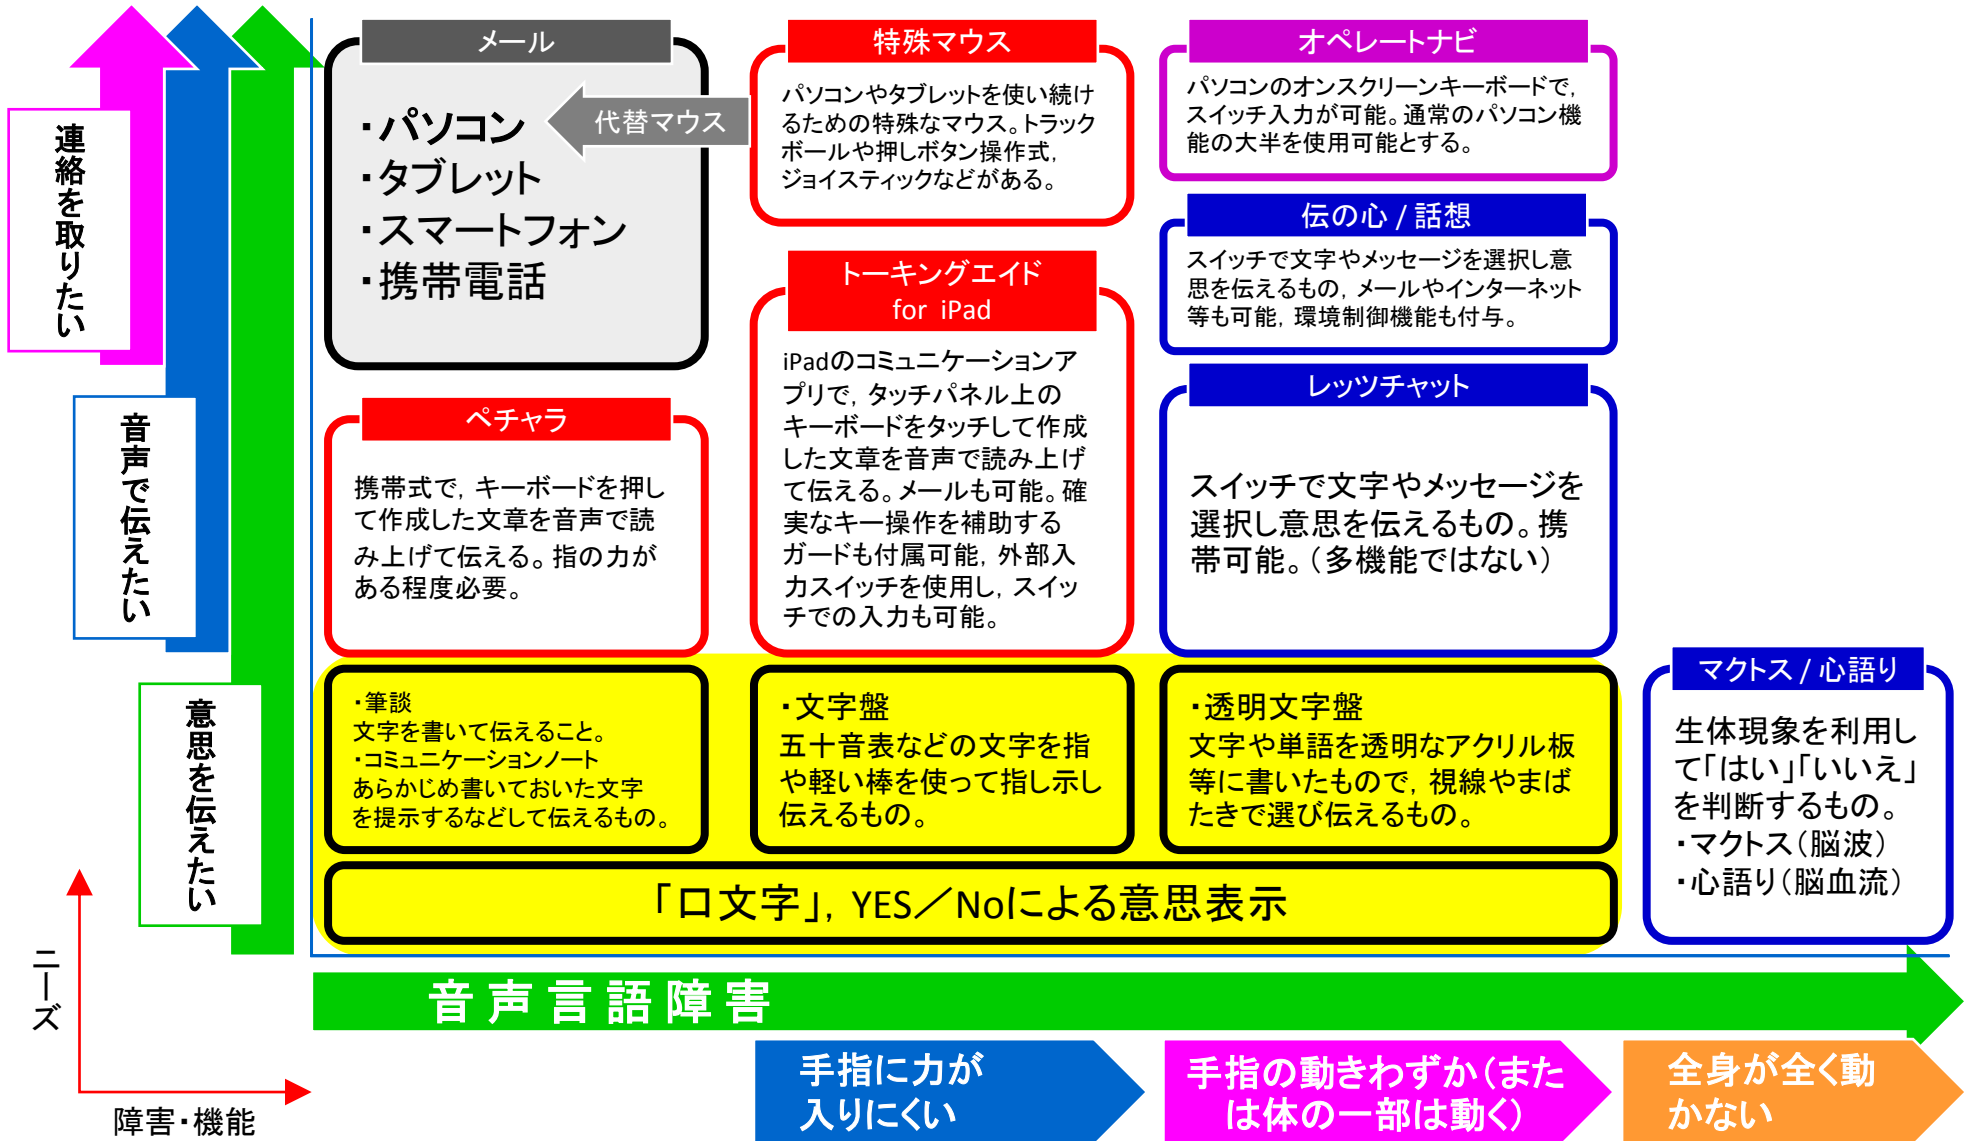 連絡を取りたい
音声で伝えたい
意思を伝えたい
ニーズ
障害・機能
メール
・パソコン
・タブレット
・スマートフォン
・携帯電話
代替マウス
特殊マウス
パソコンやタブレットを使い続け
るための特殊なマウス。トラック
ボールや押しボタン操作式,
ジョイスティックなどがある。
オペレートナビ
パソコンのオンスクリーンキーボードで,
スイッチ入力が可能。通常のパソコン機
能の大半を使用可能とする。
伝の心 / 話想
スイッチで文字やメッセージを選択し意
思を伝えるもの, メールやインターネット
等も可能, 環境制御機能も付与。
トーキングエイド
for iPad
iPadのコミュニケーションア
プリで, タッチパネル上の
キーボードをタッチして作成
した文章を音声で読み上げ
て伝える。メールも可能。確
実なキー操作を補助する
ガードも付属可能, 外部入
力スイッチを使用し, スイッ
チでの入力も可能。
レッツチャット
スイッチで文字やメッセージを
選択し意思を伝えるもの。携
帯可能。(多機能ではない)
ペチャラ
携帯式で, キーボードを押し
て作成した文章を音声で読
み上げて伝える。指の力が
ある程度必要。
・筆談
文字を書いて伝えること。
・コミュニケーションノート
あらかじめ書いておいた文字
を提示するなどして伝えるもの。
・文字盤
五十音表などの文字を指
や軽い棒を使って指し示し
伝えるもの。
・透明文字盤
文字や単語を透明なアクリル板
等に書いたもので, 視線やまば
たきで選び伝えるもの。
マクトス / 心語り
生体現象を利用し
て「はい」「いいえ」
を判断するもの。
・マクトス(脳波)
・心語り(脳血流)
「口文字」, YES/Noによる意思表示
音声言語障害
手指に力が
入りにくい
手指の動きわずか(また
は体の一部は動く)
全身が全く動
かない